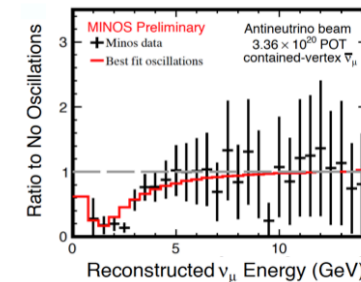 MINOS Preliminary
Minos data
Best fit oscillations
Antineutrino beam
3.36 × 10²⁰ POT
contained-vertex ν̄μ
Ratio to No Oscillations
3
2
1
0
0
5
10
Reconstructed νμ Energy (GeV)